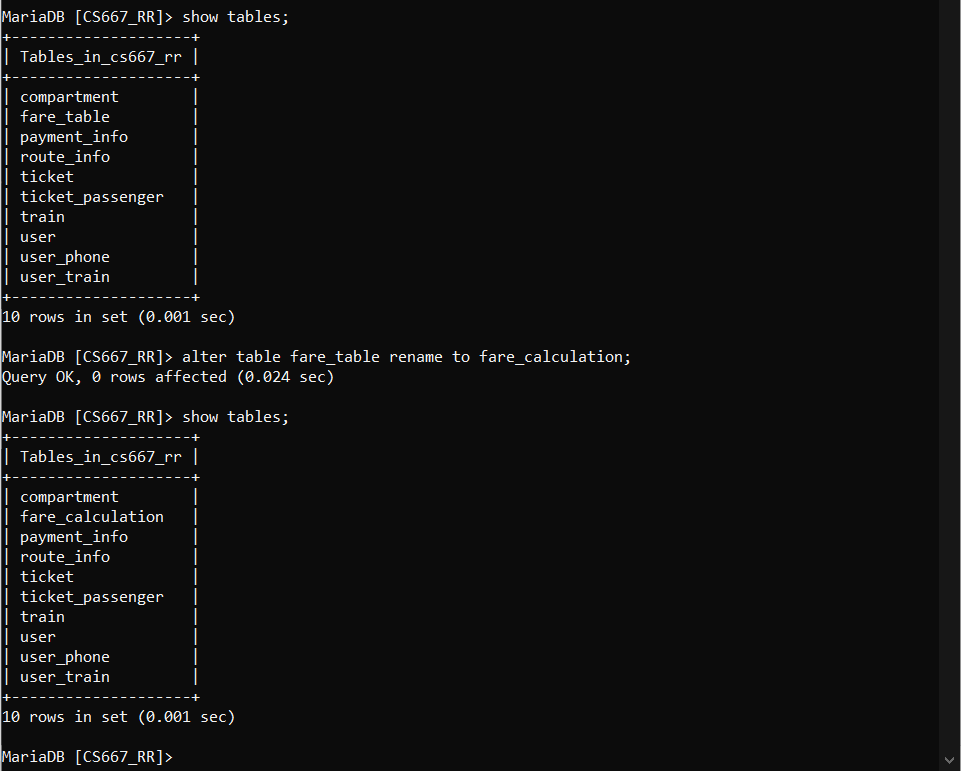 MariaDB [CS667_RR]> show tables;
+--------------------+
| Tables_in_cs667_rr |
+--------------------+
| compartment        |
| fare_table         |
| payment_info       |
| route_info         |
| ticket             |
| ticket_passenger   |
| train              |
| user               |
| user_phone         |
| user_train         |
+--------------------+
10 rows in set (0.001 sec)

MariaDB [CS667_RR]> alter table fare_table rename to fare_calculation;
Query OK, 0 rows affected (0.024 sec)

MariaDB [CS667_RR]> show tables;
+--------------------+
| Tables_in_cs667_rr |
+--------------------+
| compartment        |
| fare_calculation   |
| payment_info       |
| route_info         |
| ticket             |
| ticket_passenger   |
| train              |
| user               |
| user_phone         |
| user_train         |
+--------------------+
10 rows in set (0.001 sec)

MariaDB [CS667_RR]>